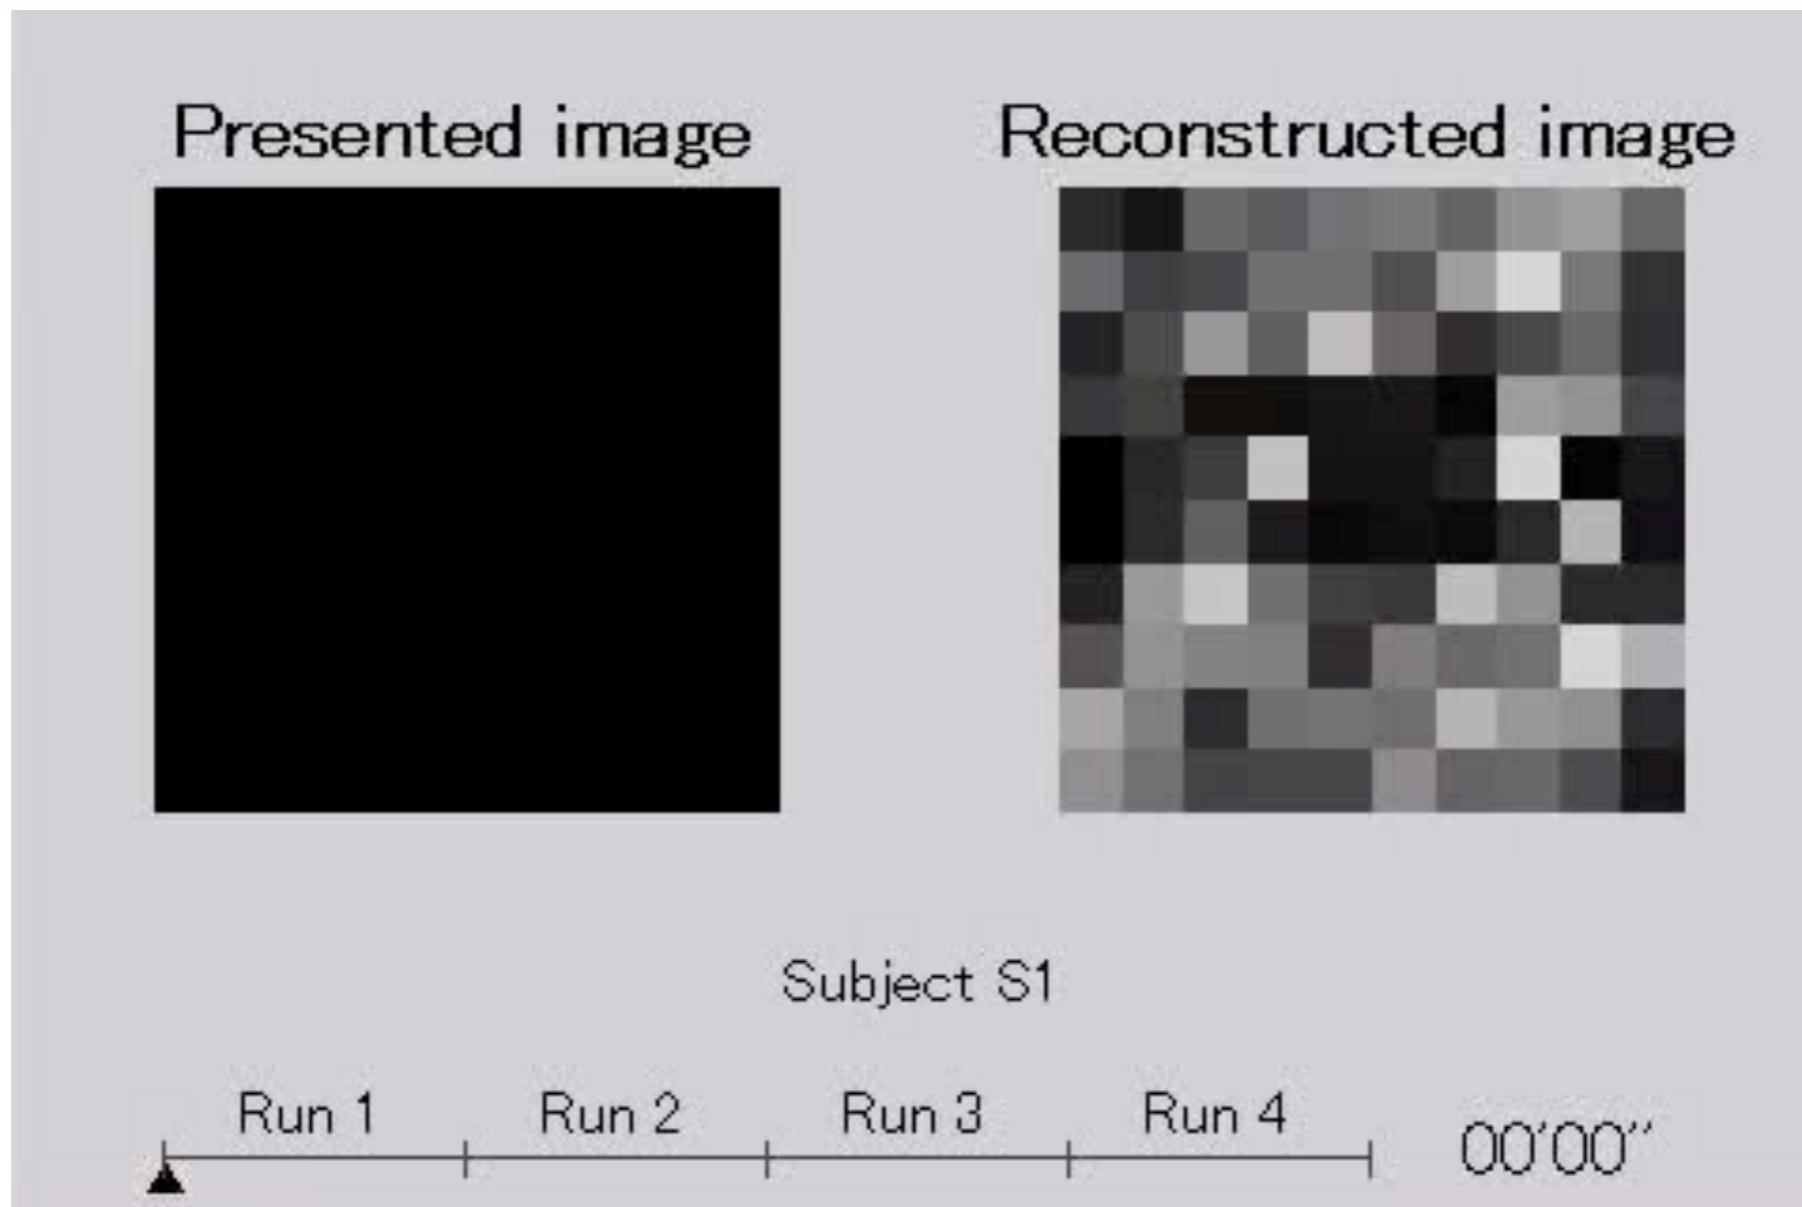 Presented image
Reconstructed image
Subject S1
Run 1
Run 2
Run 3
Run 4
00'00''